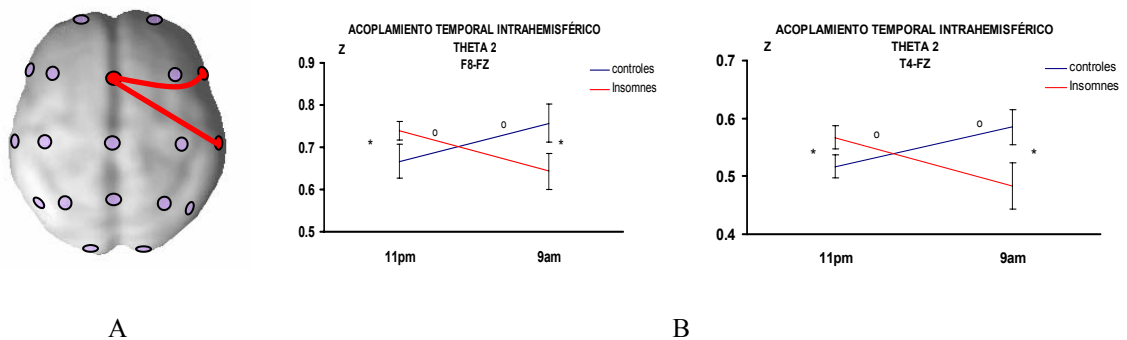 ACOPLAMIENTO TEMPORAL INTRAHEMISFÉRICO
THETA 2
F8-FZ
Z
controles
Insomnes
0.9
0.8
0.7
0.6
0.5
*
o
o
*
11pm
9am
ACOPLAMIENTO TEMPORAL INTRAHEMISFÉRICO
THETA 2
T4-FZ
Z
controles
Insomnes
0.7
0.6
0.5
0.4
*
o
o
*
11pm
9am
A
B